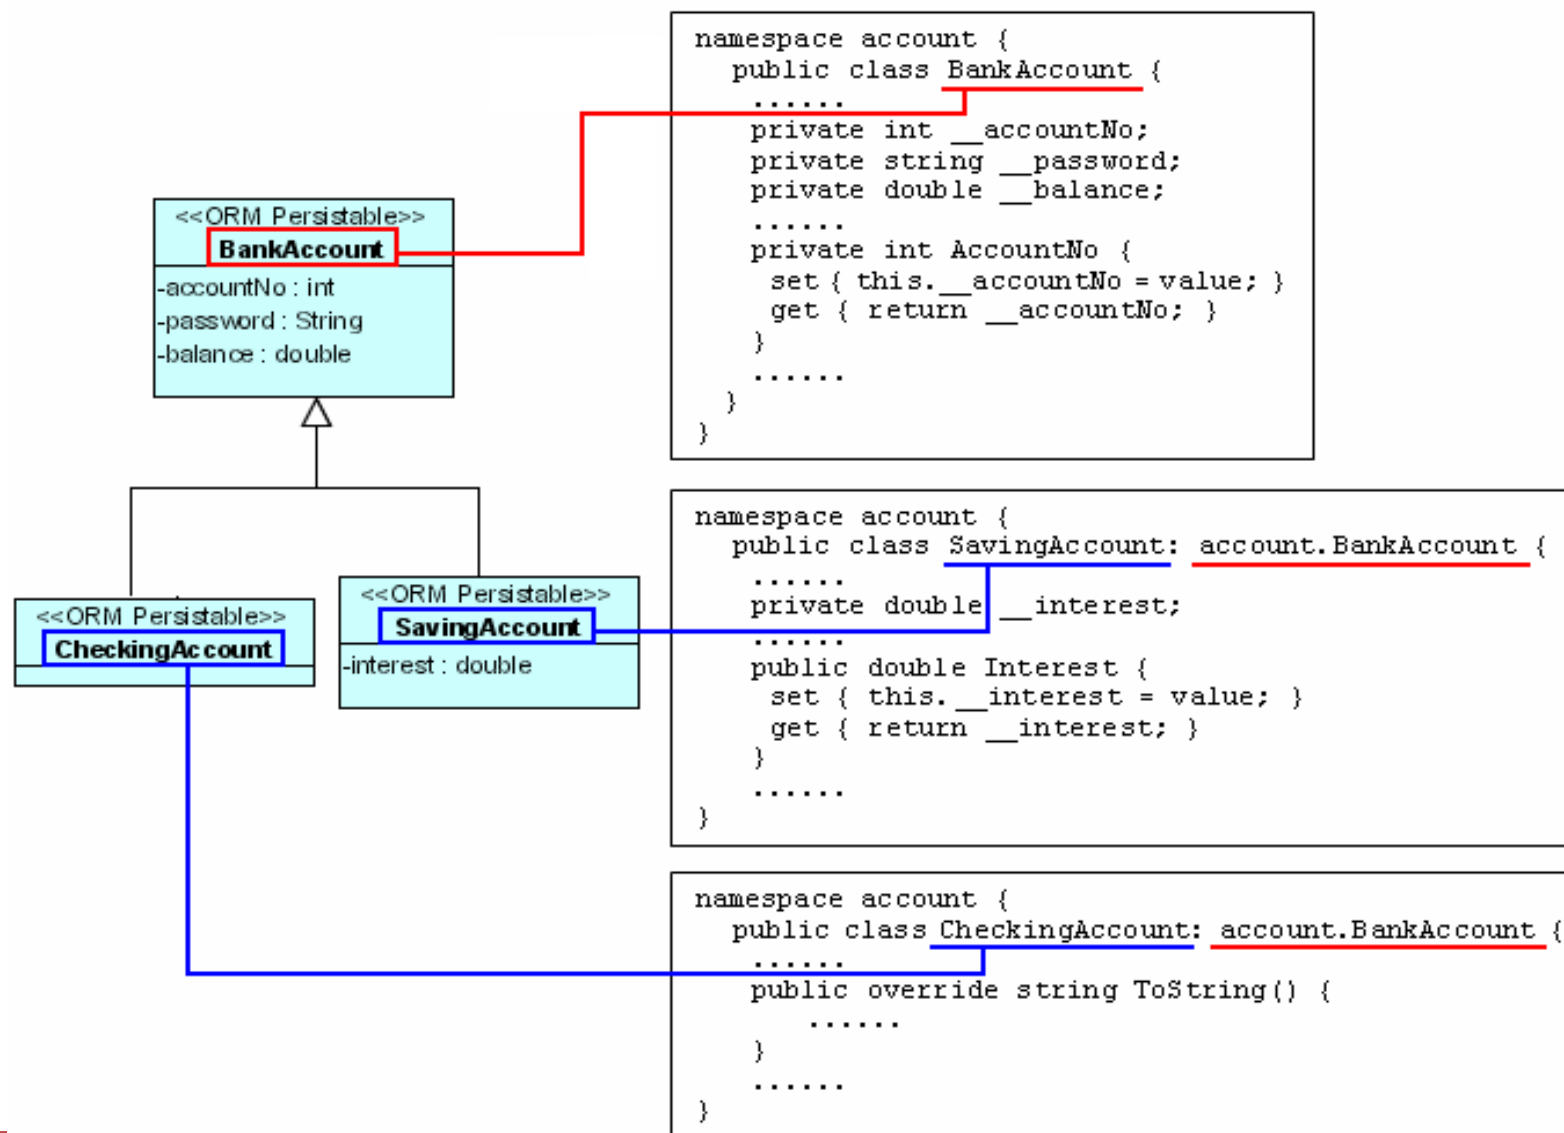 <<ORM Persistable>>
BankAccount
-accountNo : int
-password : String
-balance : double
<<ORM Persistable>>
CheckingAccount
<<ORM Persistable>>
SavingAccount
-interest : double
namespace account {
public class BankAccount {
......
private int __accountNo;
private string __password;
private double __balance;
......
private int AccountNo {
set { this.__accountNo = value; }
get { return __accountNo; }
}
......
}
}
namespace account {
public class SavingAccount: account.BankAccount {
......
private double __interest;
......
public double Interest {
set { this.__interest = value; }
get { return __interest; }
}
......
}
namespace account {
public class CheckingAccount: account.BankAccount {
......
public override string ToString() {
......
}
......
}